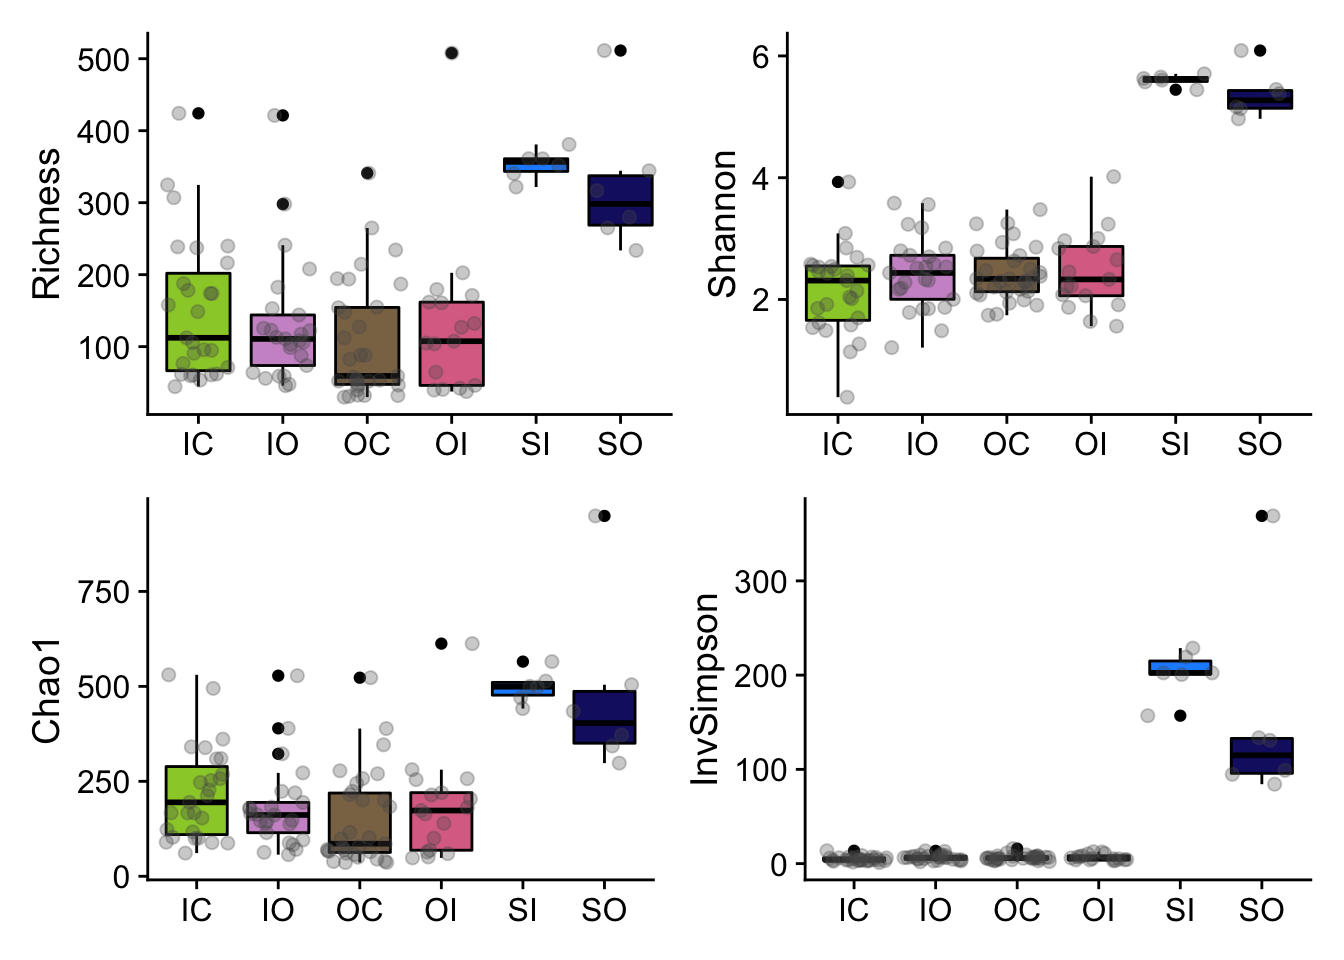 Richness
500
400
300
200
100
IC IO OC OI SI SO
Shannon
6
4
2
IC IO OC OI SI SO
Chao1
750
500
250
0
IC IO OC OI SI SO
InvSimpson
300
200
100
0
IC IO OC OI SI SO